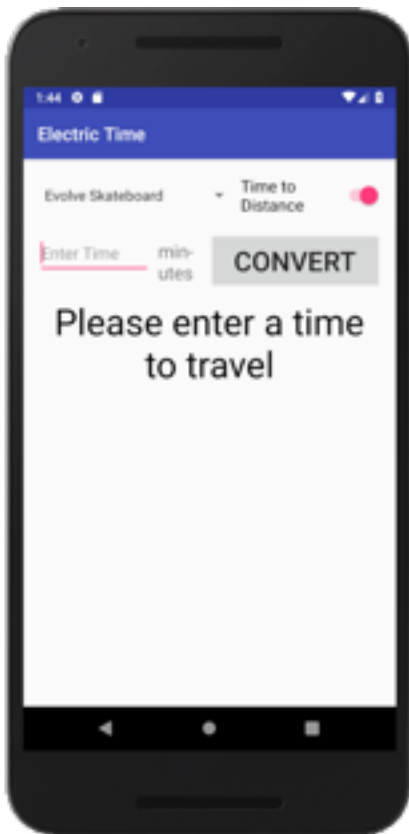 1:44
Electric Time
Evolve Skateboard
Time to
Distance
Enter Time
min-
utes
CONVERT
Please enter a time
to travel